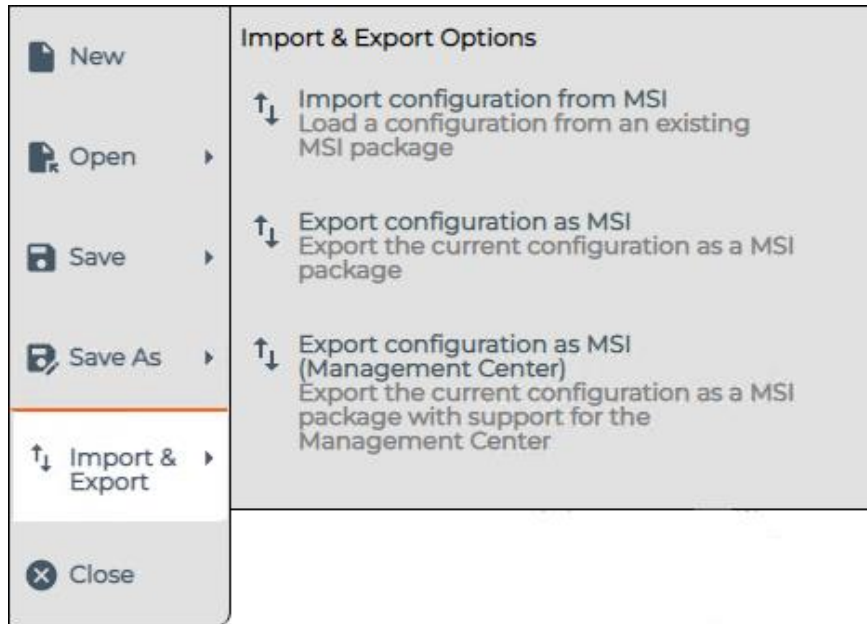 New
Open
Save
Save As
Import &
Export
Close
Import & Export Options
Import configuration from MSI
Load a configuration from an existing
MSI package
Export configuration as MSI
Export the current configuration as a MSI
package
Export configuration as MSI
(Management Center)
Export the current configuration as a MSI
package with support for the
Management Center